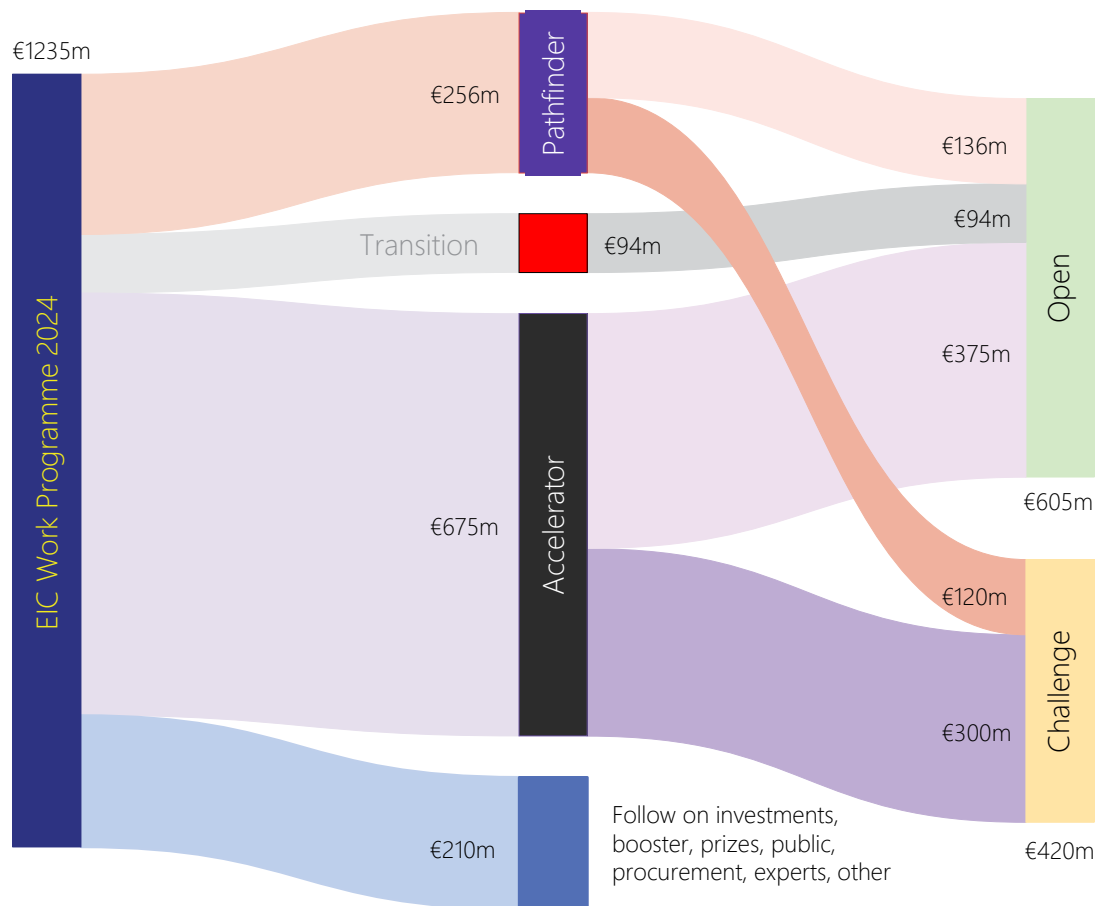 €1235m
EIC Work Programme 2024
€256m
Pathfinder
€136m
Transition
€94m
€94m
Open
€375m
€605m
€675m
Accelerator
€120m
Challenge
€300m
€420m
€210m
Follow on investments,
booster, prizes, public,
procurement, experts, other